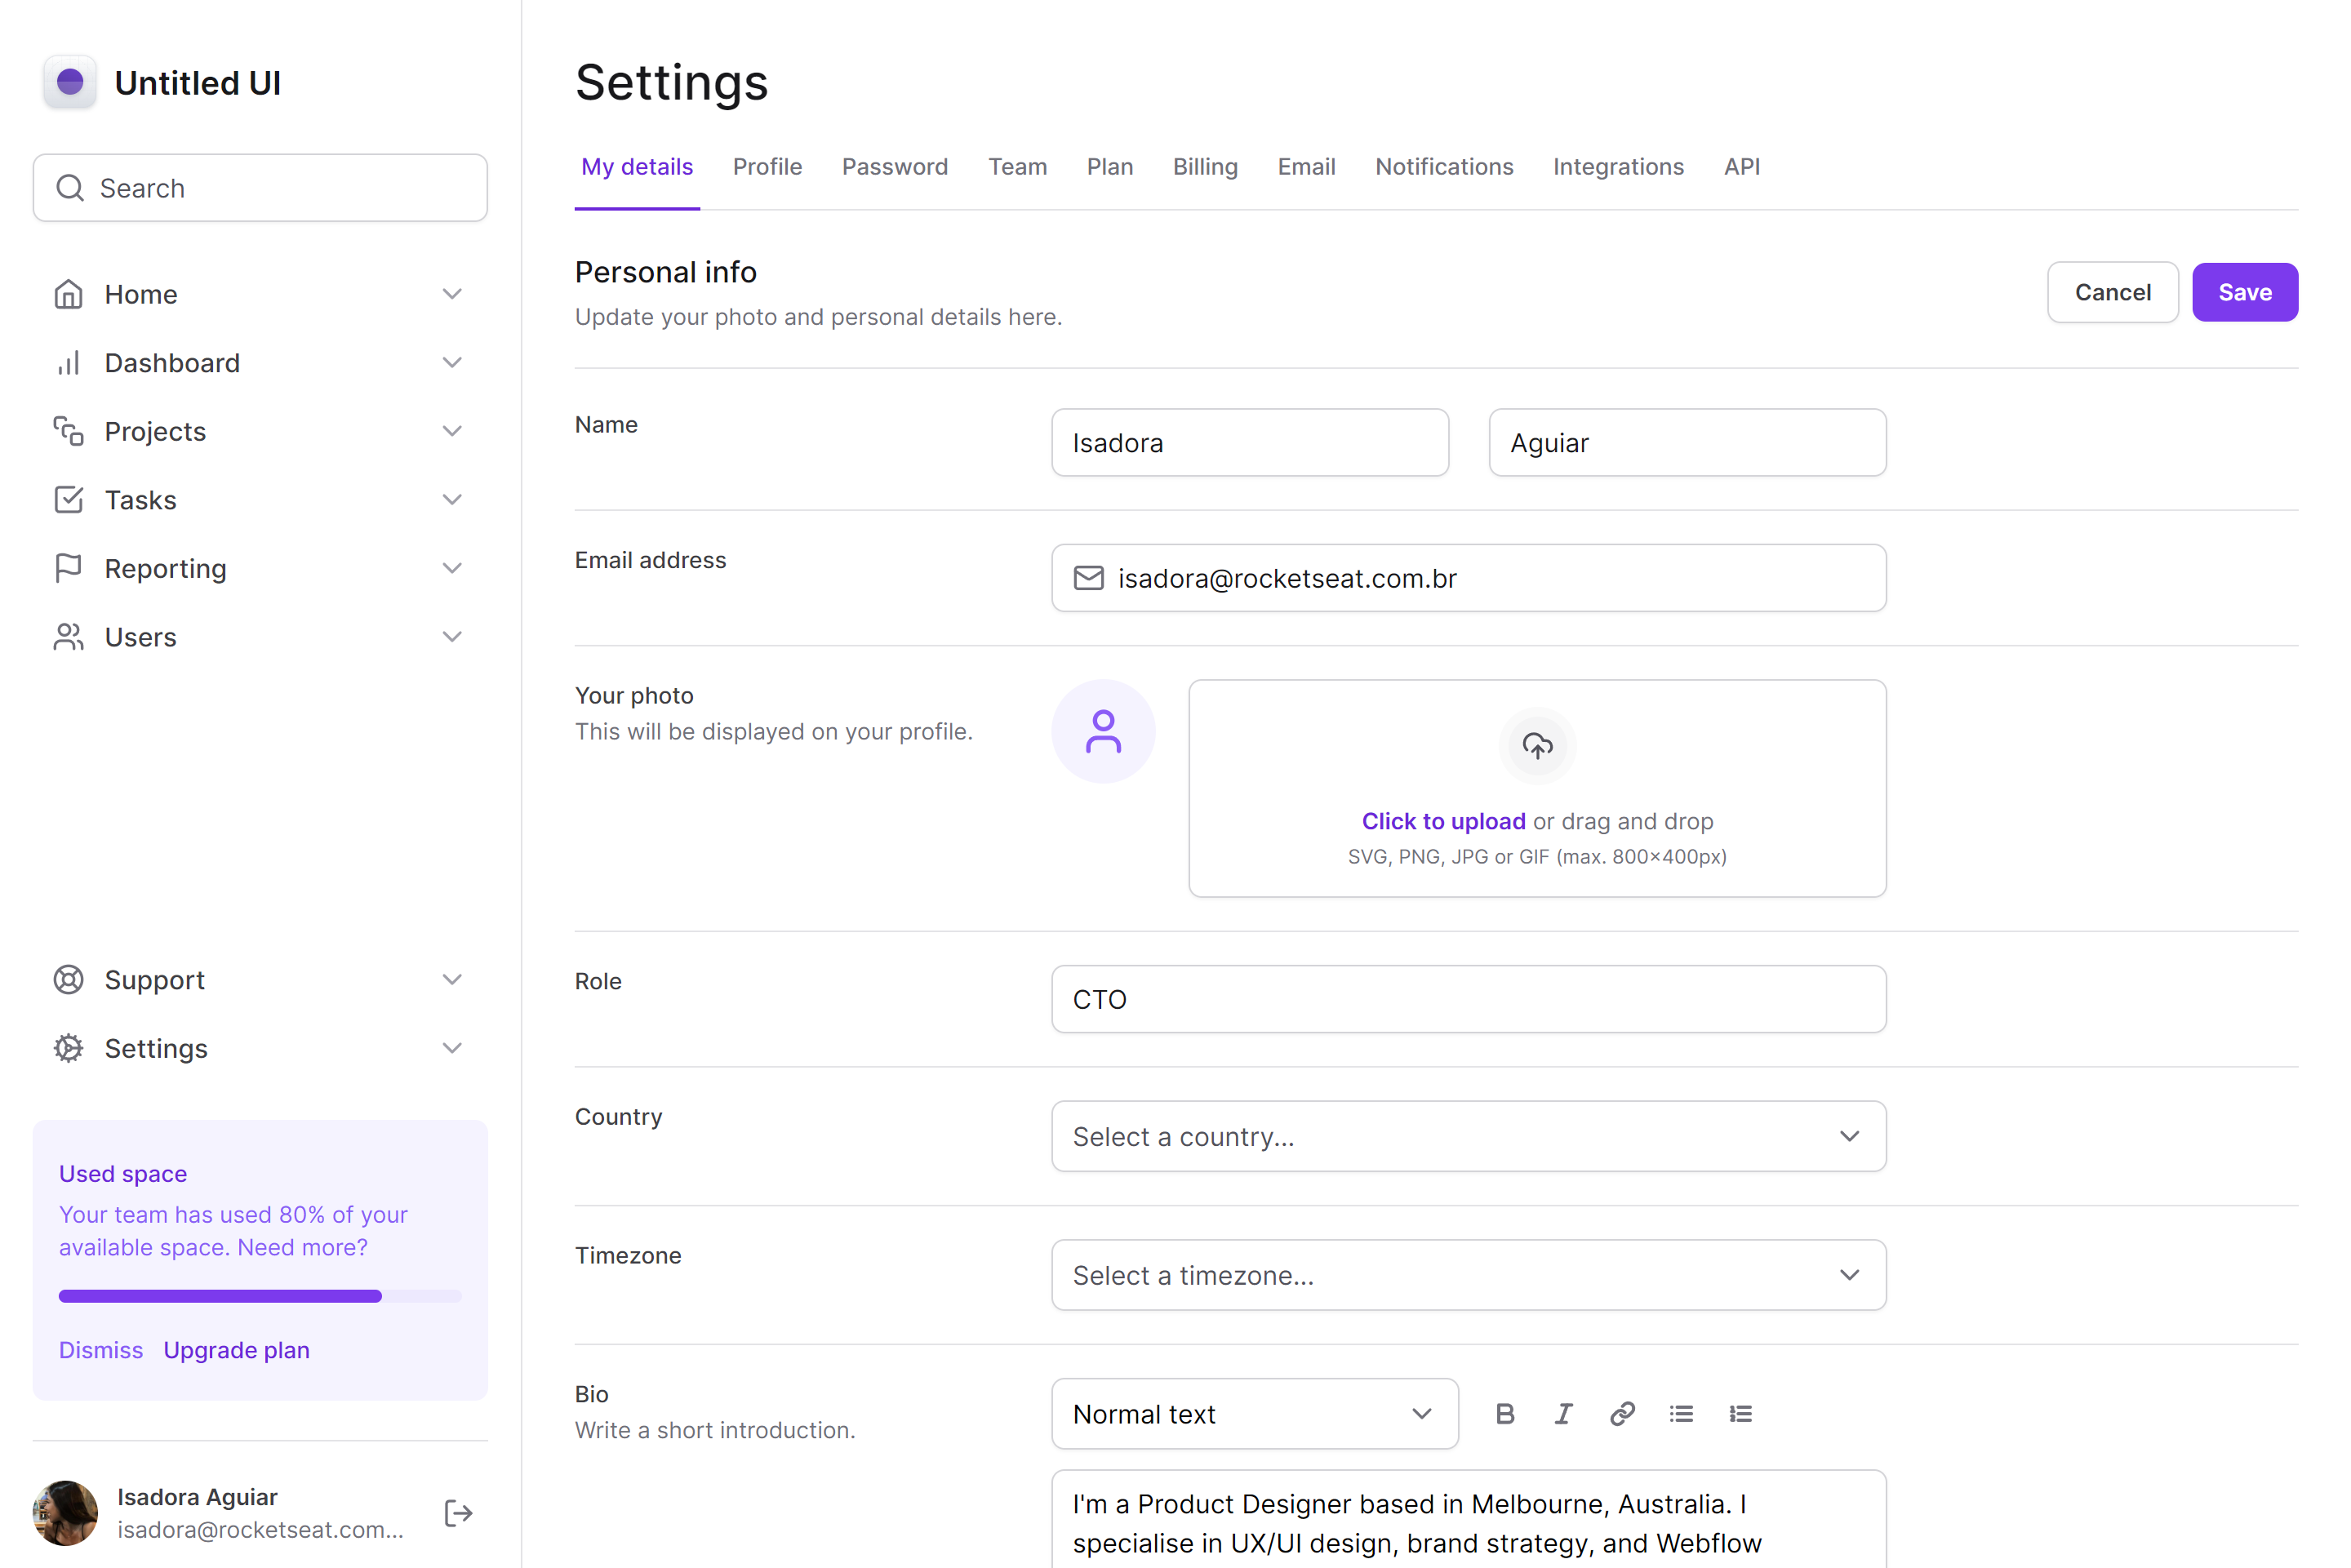 Untitled UI
Search
Home
Dashboard
Projects
Tasks
Reporting
Users
Support
Settings
Used space
Your team has used 80% of your
available space. Need more?
Dismiss Upgrade plan
Isadora Aguiar
isadora@rocketseat.com...
Settings
My details Profile Password Team Plan Billing Email Notifications Integrations API
Personal info
Update your photo and personal details here.
Cancel Save
Name
Isadora Aguiar
Email address
isadora@rocketseat.com.br
Your photo
This will be displayed on your profile.
Click to upload or drag and drop
SVG, PNG, JPG or GIF (max. 800×400px)
Role
CTO
Country
Select a country...
Timezone
Select a timezone...
Bio
Write a short introduction.
Normal text
I'm a Product Designer based in Melbourne, Australia. I
specialise in UX/UI design, brand strategy, and Webflow